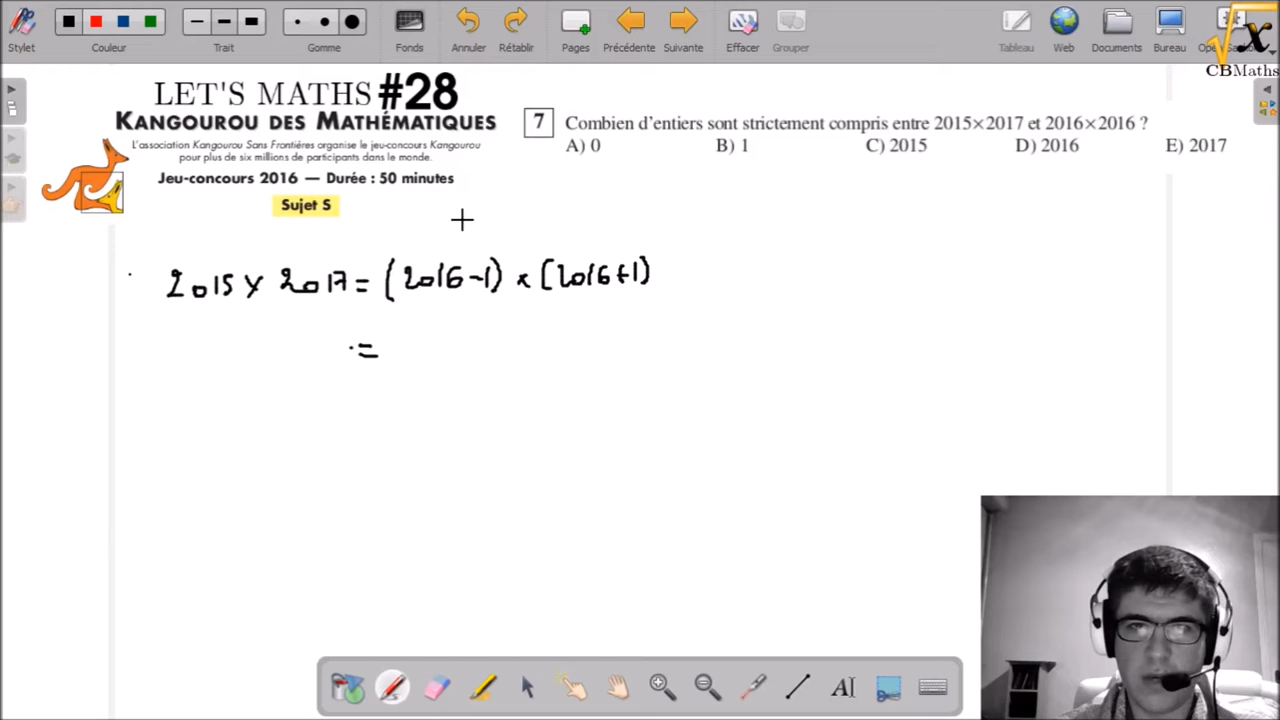 Stylet Couleur Trait Gomme Fonds Annuler Rétablir Pages Précédente Suivante Effacer Grouper Tableau Web Documents Bureau
CBMaths
LET'S MATHS #28
KANGOUROU DES MATHÉMATIQUES
L'association Kangourou Sans Frontières organise le jeu-concours Kangourou
pour plus de six millions de participants dans le monde.
Jeu-concours 2016 — Durée : 50 minutes
Sujet S
7 Combien d'entiers sont strictement compris entre 2015×2017 et 2016×2016 ?
A) 0 B) 1 C) 2015 D) 2016 E) 2017
2015 × 2017 = (2016-1) × (2016+1)
=